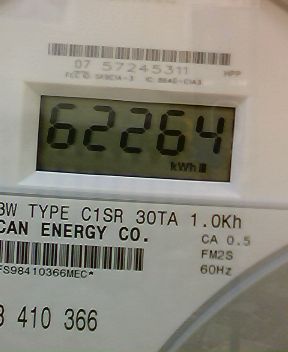 07 57245311
HPP
62264
kWh
3W TYPE C1SR 30TA 1.0Kh
CAN ENERGY CO.
CA 0.5
FM2S
60Hz
FS98410366MEC*
410 366